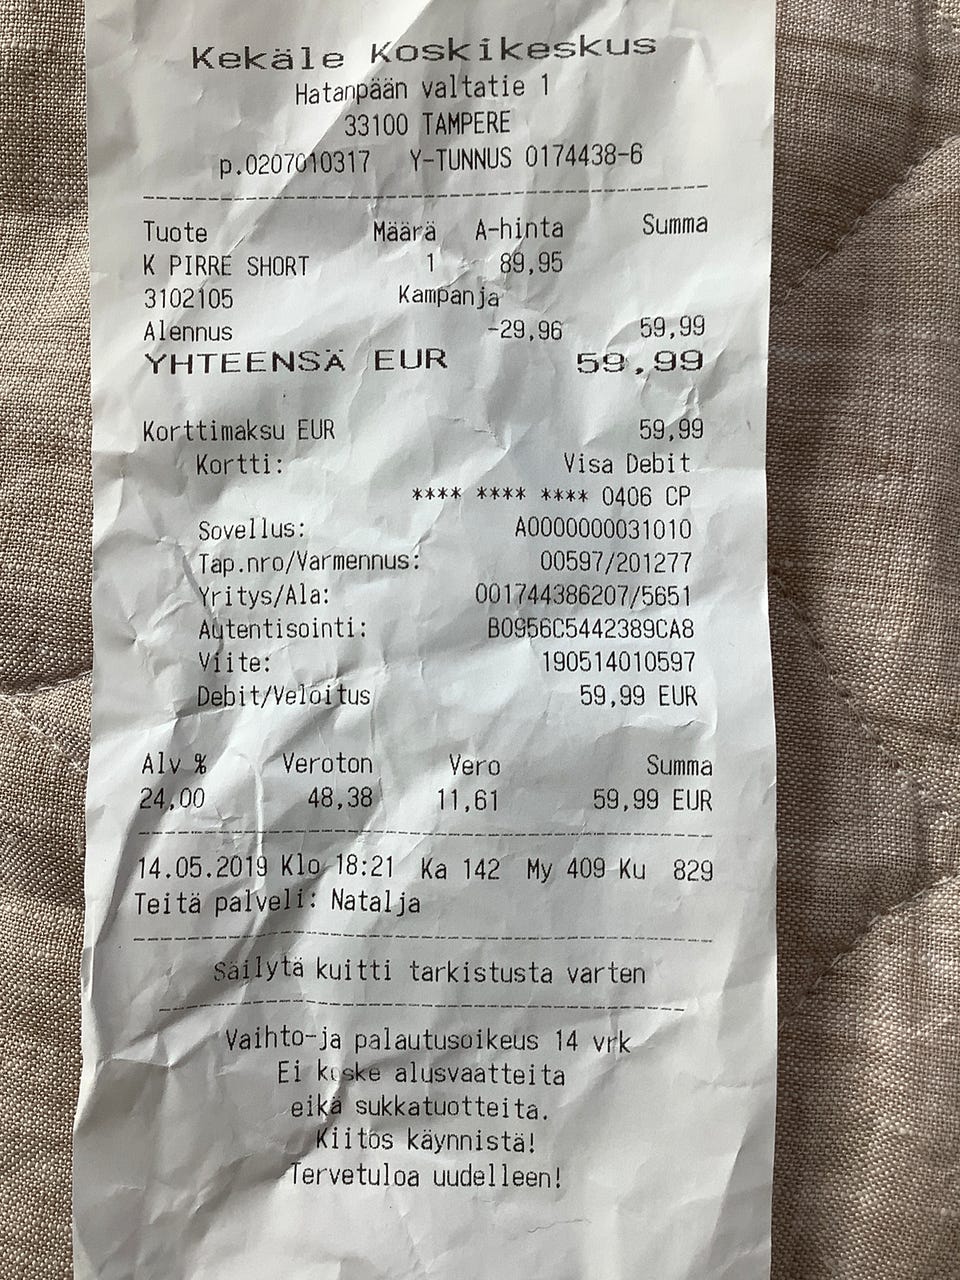 Kekäle Koskikeskus
Hatanpään valtatie 1
33100 TAMPERE
p.0207010317 Y-TUNNUS 0174438-6
Tuote Määrä A-hinta Summa
K PIRRE SHORT 1 89,95
3102105 Kampanja
Alennus -29,96 59,99
YHTEENSÄ EUR 59,99
Korttimaksu EUR 59,99
Kortti: Visa Debit
**** **** **** 0406 CP
Sovellus: A0000000031010
Tap.nro/Varmennus: 00597/201277
Yritys/Ala: 001744386207/5651
Autentisointi: B0956C5442389CA8
Viite: 190514010597
Debit/Veloitus 59,99 EUR
Alv % Veroton Vero Summa
24,00 48,38 11,61 59,99 EUR
14.05.2019 Klo 18:21 Ka 142 My 409 Ku 829
Teitä palveli: Natalja
Säilytä kuitti tarkistusta varten
Vaihto-ja palautusoikeus 14 vrk
Ei koske alusvaatteita
eikä sukkatuotteita.
Kiitos käynnistä!
Tervetuloa uudelleen!